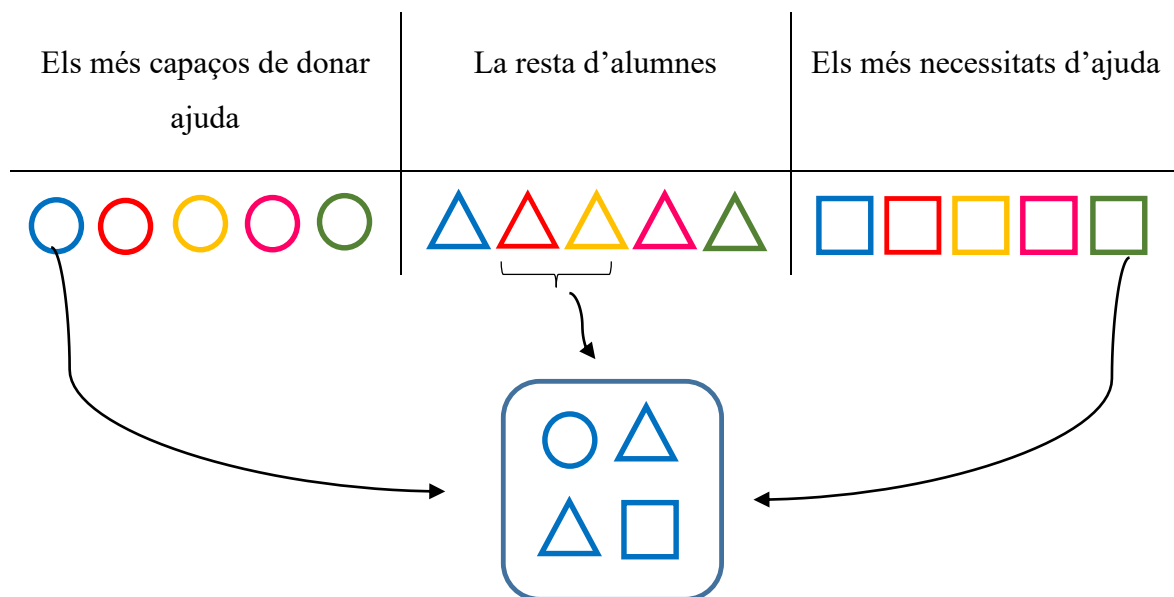 Els més capaços de donar
ajuda
La resta d’alumnes
Els més necessitats d’ajuda